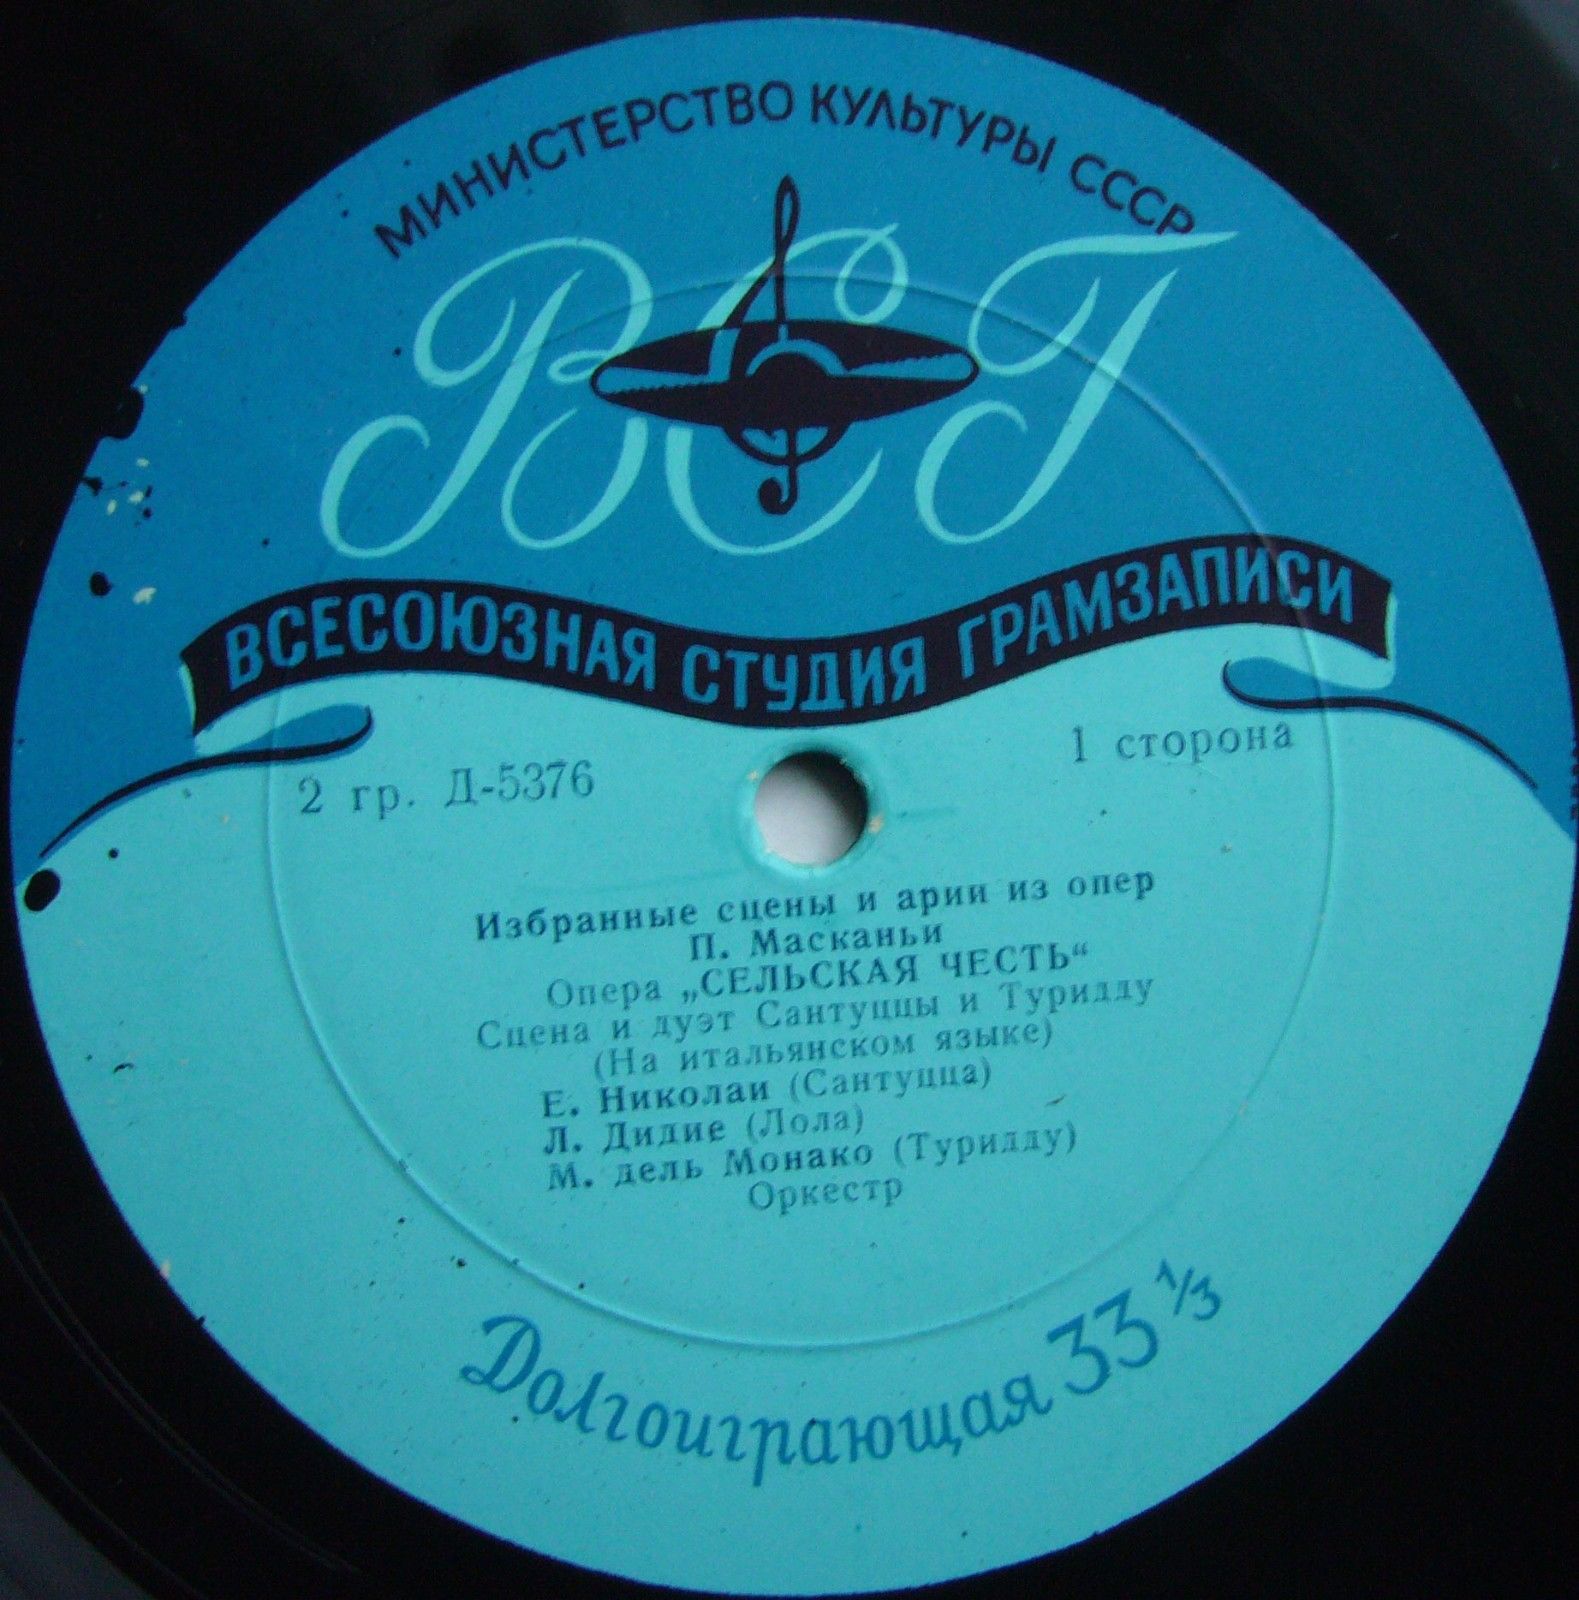 МИНИСТЕРСТВО КУЛЬТУРЫ СССР
ВСГ
ВСЕСОЮЗНАЯ СТУДИЯ ГРАМЗАПИСИ
2 гр. Д-5376
1 сторона
Избранные сцены и арии из опер
П. Масканьи
Опера „СЕЛЬСКАЯ ЧЕСТЬ“
Сцена и дуэт Сантуццы и Туридду
(На итальянском языке)
Е. Николаи (Сантуцца)
Л. Дидие (Лола)
М. дель Монако (Туридду)
Оркестр
Долгоиграющая 33 1/3